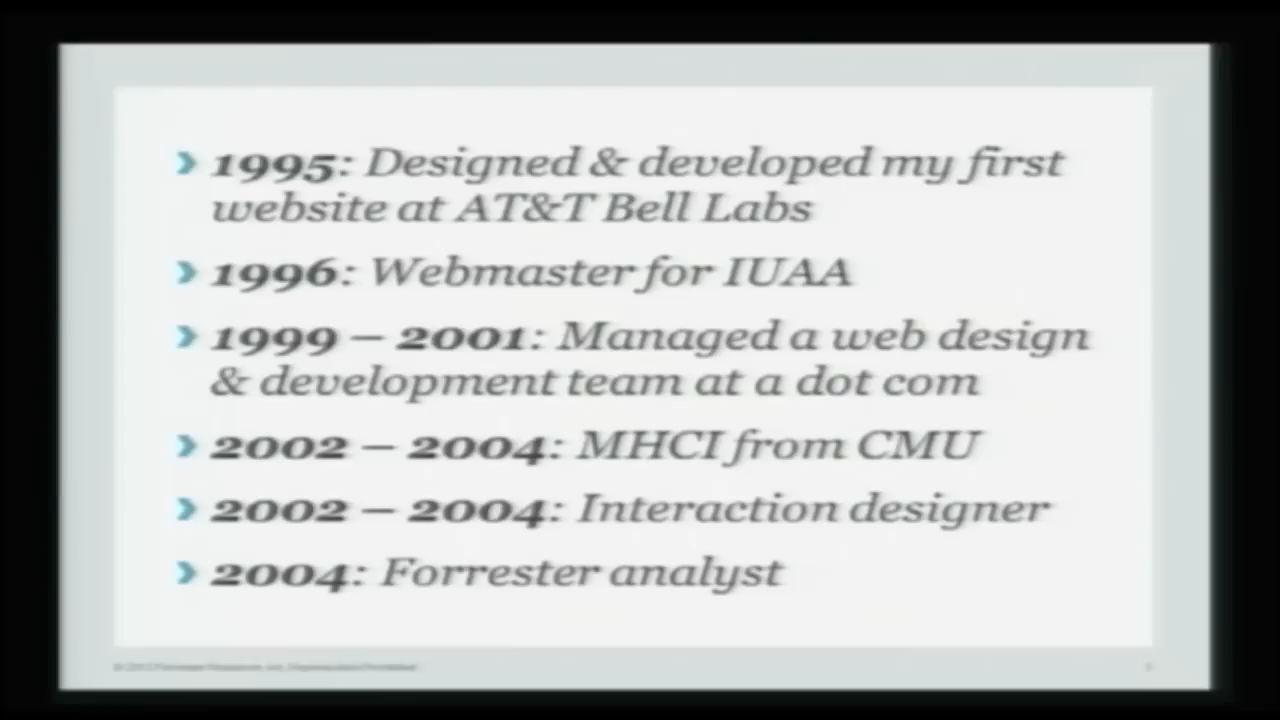 1995: Designed & developed my first
website at AT&T Bell Labs
1996: Webmaster for IUAA
1999 – 2001: Managed a web design
& development team at a dot com
2002 – 2004: MHCI from CMU
2002 – 2004: Interaction designer
2004: Forrester analyst